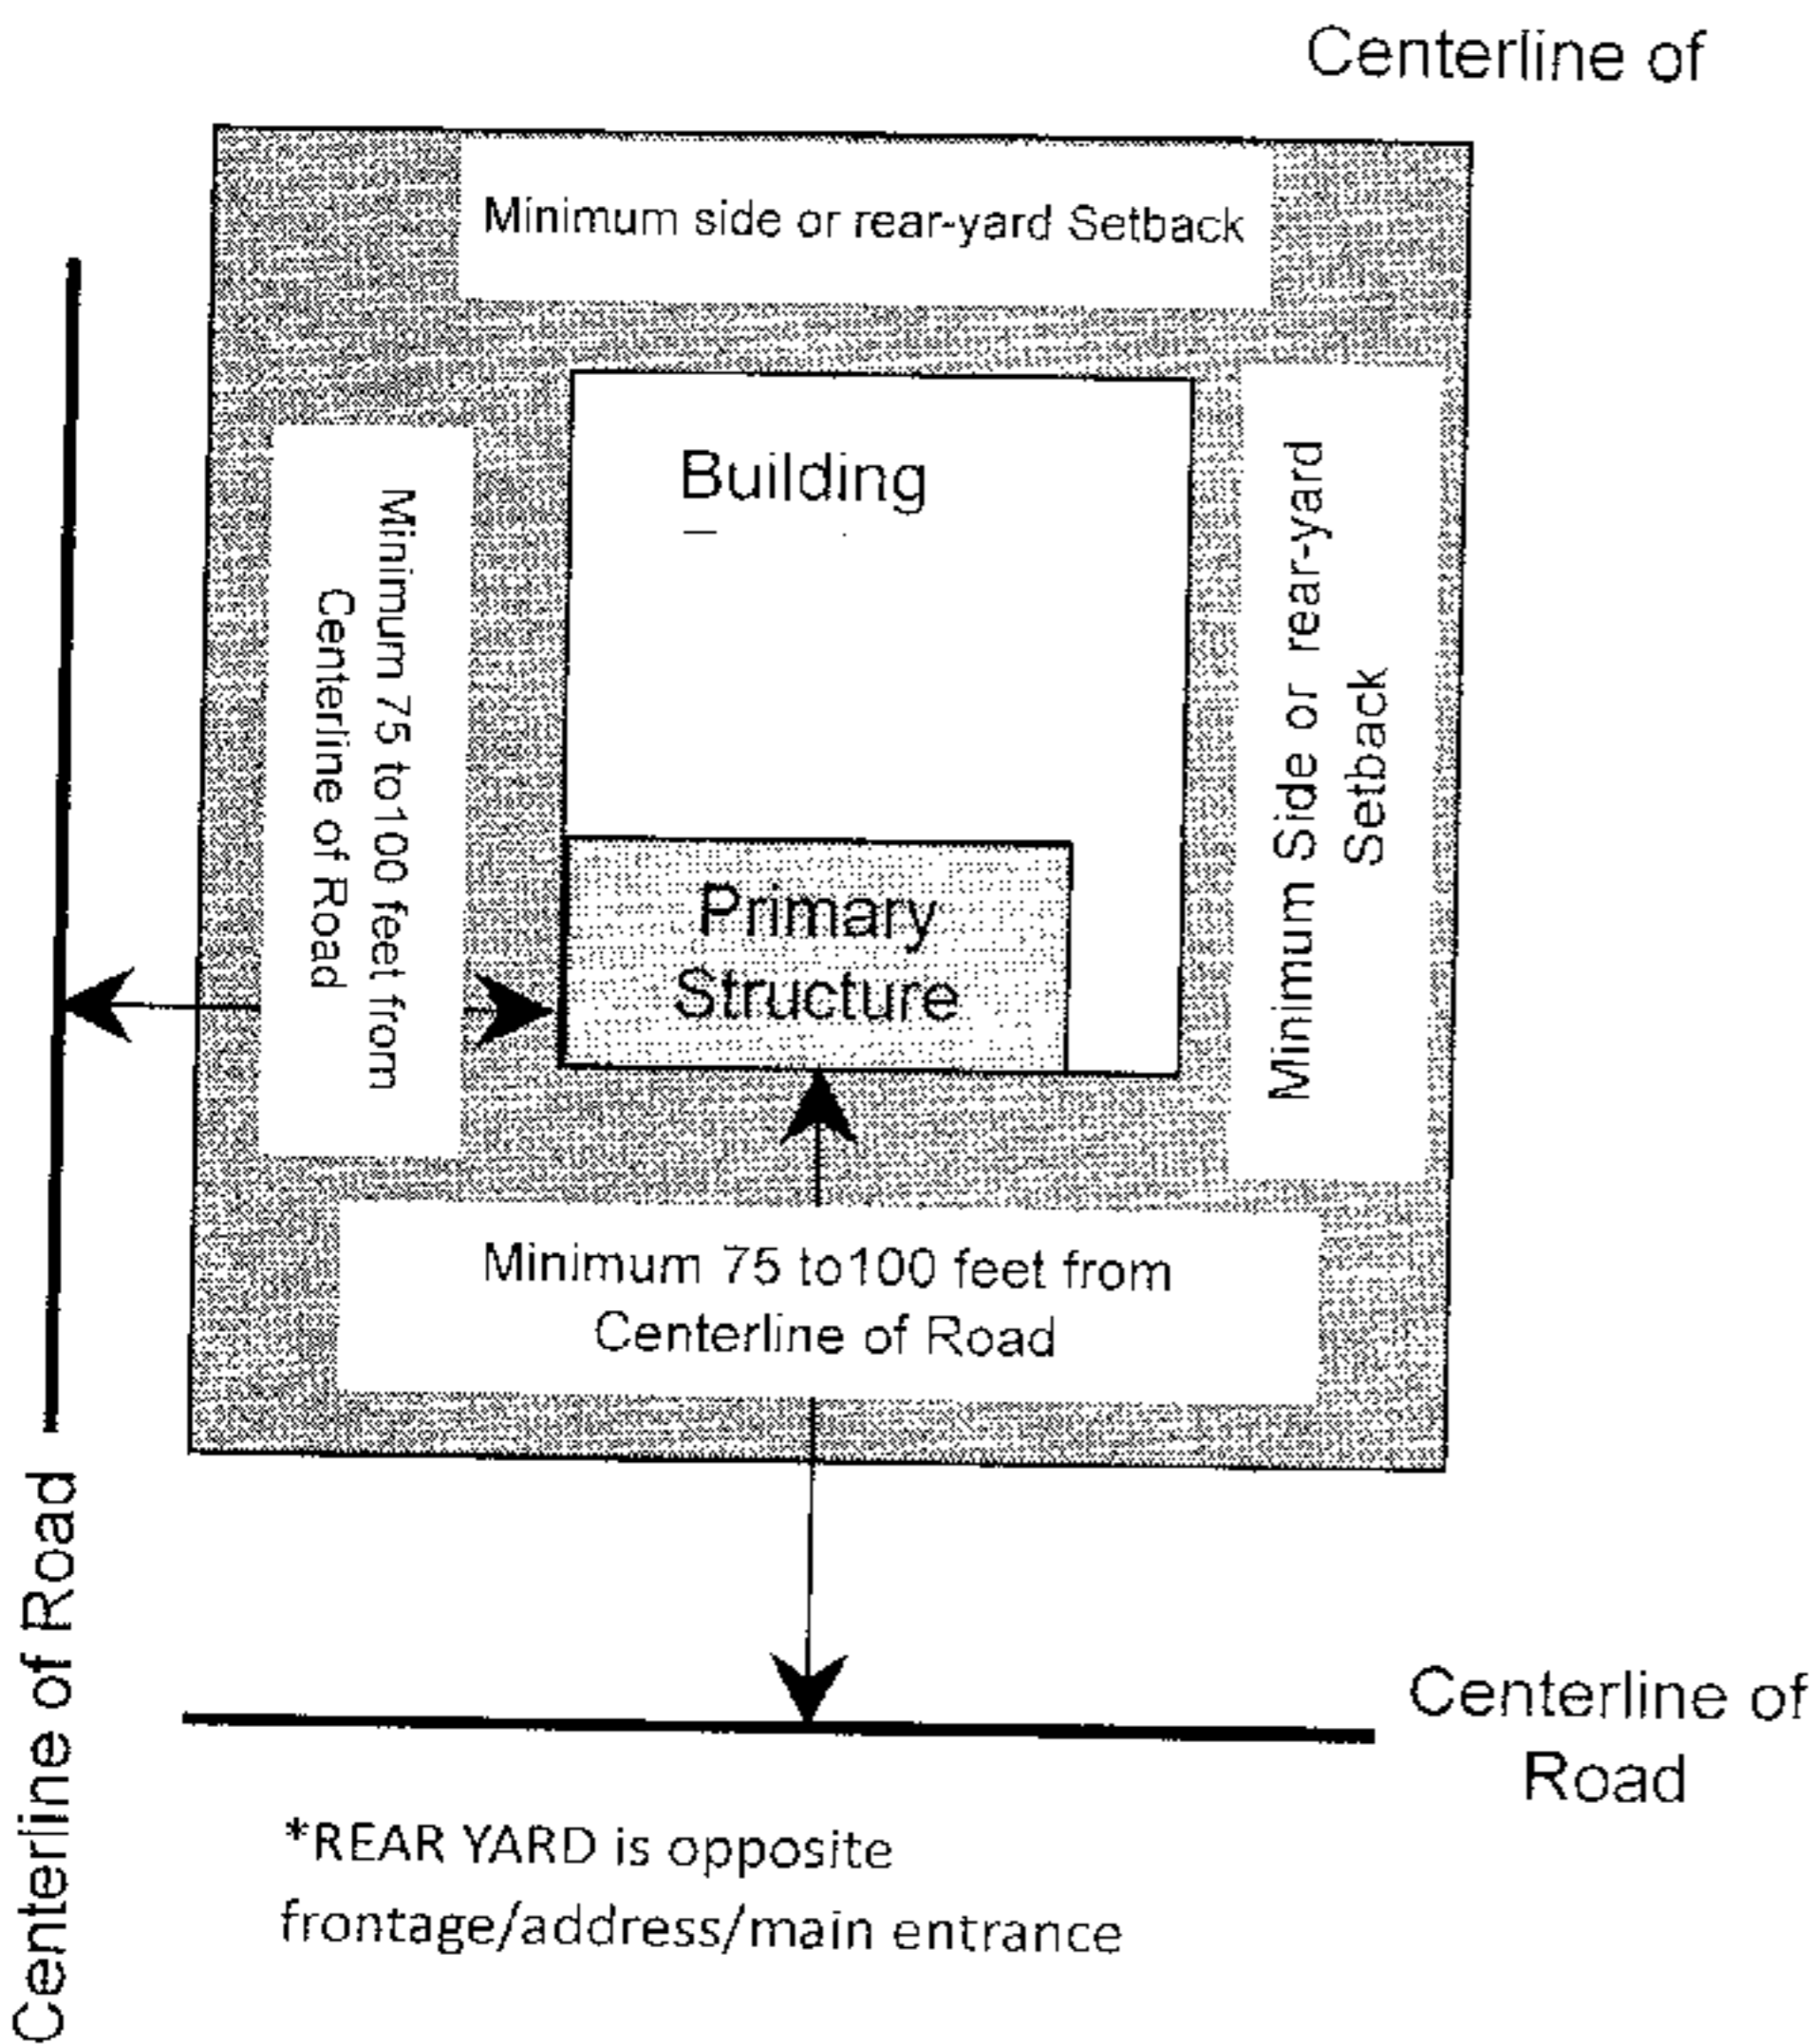 Centerline of
Minimum side or rear-yard Setback
Building
Minimum 75 to100 feet from
Centerline of Road
Minimum Side or rear-yard
Setback
Primary
Structure
Minimum 75 to100 feet from
Centerline of Road
Centerline of Road
Centerline of
Road
*REAR YARD is opposite
frontage/address/main entrance